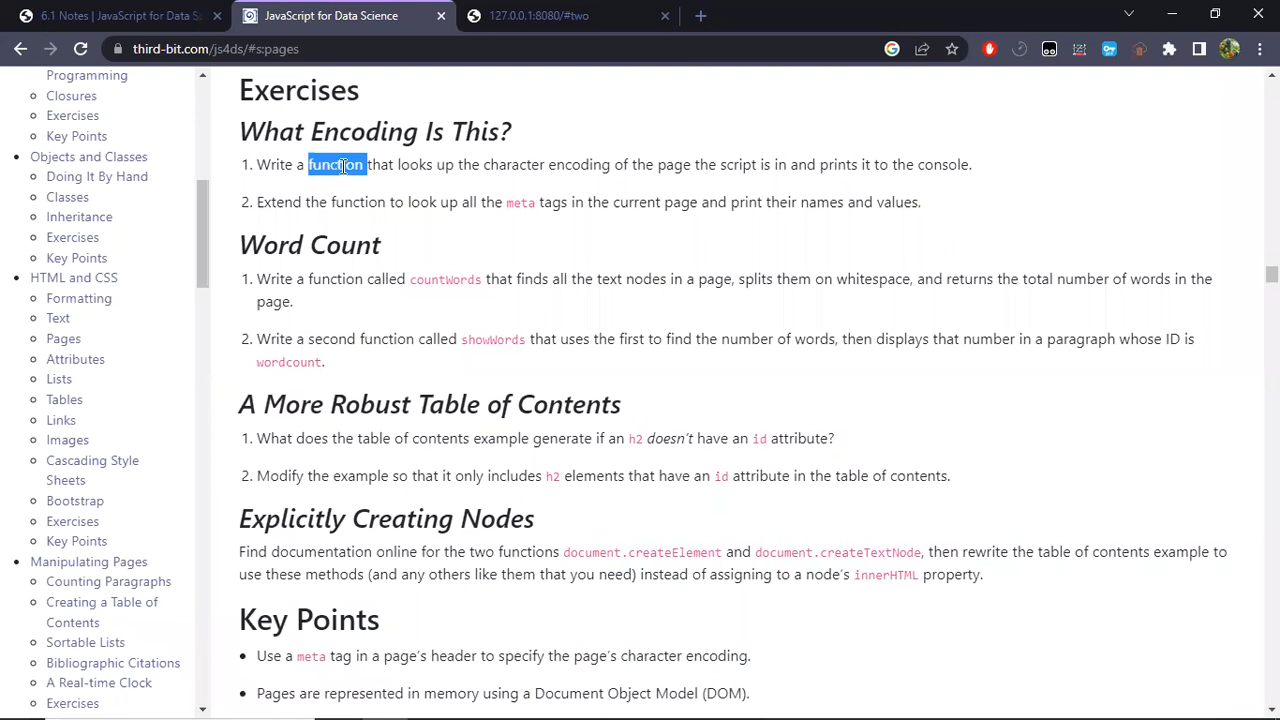 6.1 Notes | JavaScript for Data S
JavaScript for Data Science
127.0.0.1:8080/#two
third-bit.com/js4ds/#s:pages
Programming
Closures
Exercises
Key Points
Objects and Classes
Doing It By Hand
Classes
Inheritance
Exercises
Key Points
HTML and CSS
Formatting
Text
Pages
Attributes
Lists
Tables
Links
Images
Cascading Style
Sheets
Bootstrap
Exercises
Key Points
Manipulating Pages
Counting Paragraphs
Creating a Table of
Contents
Sortable Lists
Bibliographic Citations
A Real-time Clock
Exercises
Exercises
What Encoding Is This?
1. Write a function that looks up the character encoding of the page the script is in and prints it to the console.
2. Extend the function to look up all the meta tags in the current page and print their names and values.
Word Count
1. Write a function called countWords that finds all the text nodes in a page, splits them on whitespace, and returns the total number of words in the
page.
2. Write a second function called showWords that uses the first to find the number of words, then displays that number in a paragraph whose ID is
wordcount.
A More Robust Table of Contents
1. What does the table of contents example generate if an h2 doesn't have an id attribute?
2. Modify the example so that it only includes h2 elements that have an id attribute in the table of contents.
Explicitly Creating Nodes
Find documentation online for the two functions document.createElement and document.createTextNode, then rewrite the table of contents example to
use these methods (and any others like them that you need) instead of assigning to a node's innerHTML property.
Key Points
• Use a meta tag in a page's header to specify the page's character encoding.
• Pages are represented in memory using a Document Object Model (DOM).